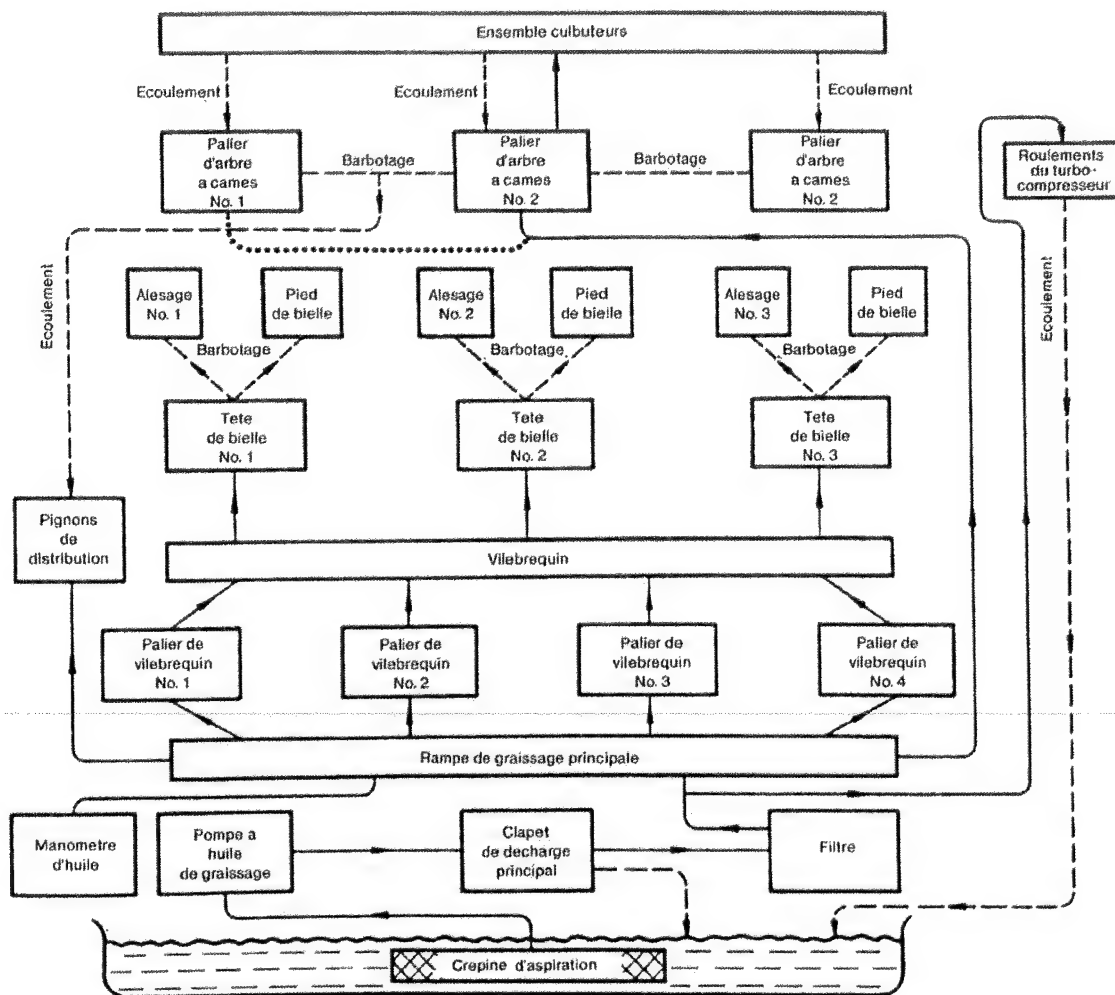 Ensemble culbuteurs
Ecoulement
Ecoulement
Ecoulement
Palier
d'arbre
a cames
No. 1
Barbotage
Palier
d'arbre
a cames
No. 2
Barbotage
Palier
d'arbre
a cames
No. 2
Roulements
du turbo-
compresseur
Ecoulement
Ecoulement
Alesage
No. 1
Pied
de bielle
Alesage
No. 2
Pied
de bielle
Alesage
No. 3
Pied
de bielle
Barbotage
Barbotage
Barbotage
Tete
de bielle
No. 1
Tete
de bielle
No. 2
Tete
de bielle
No. 3
Pignons
de
distribution
Vilebrequin
Palier de
vilebrequin
No. 1
Palier de
vilebrequin
No. 2
Palier de
vilebrequin
No. 3
Palier de
vilebrequin
No. 4
Rampe de graissage principale
Manometre
d'huile
Pompe a
huile
de graissage
Clapet
de decharge
principal
Filtre
Crepine d'aspiration